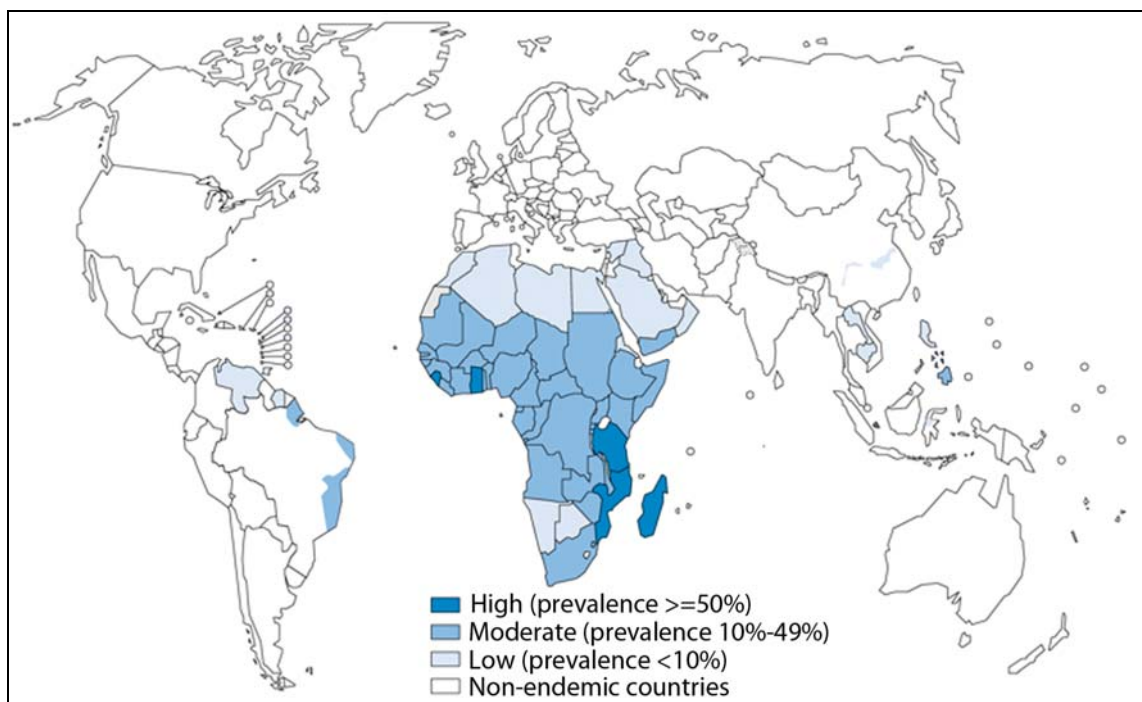 High (prevalence >=50%)
Moderate (prevalence 10%-49%)
Low (prevalence <10%)
Non-endemic countries